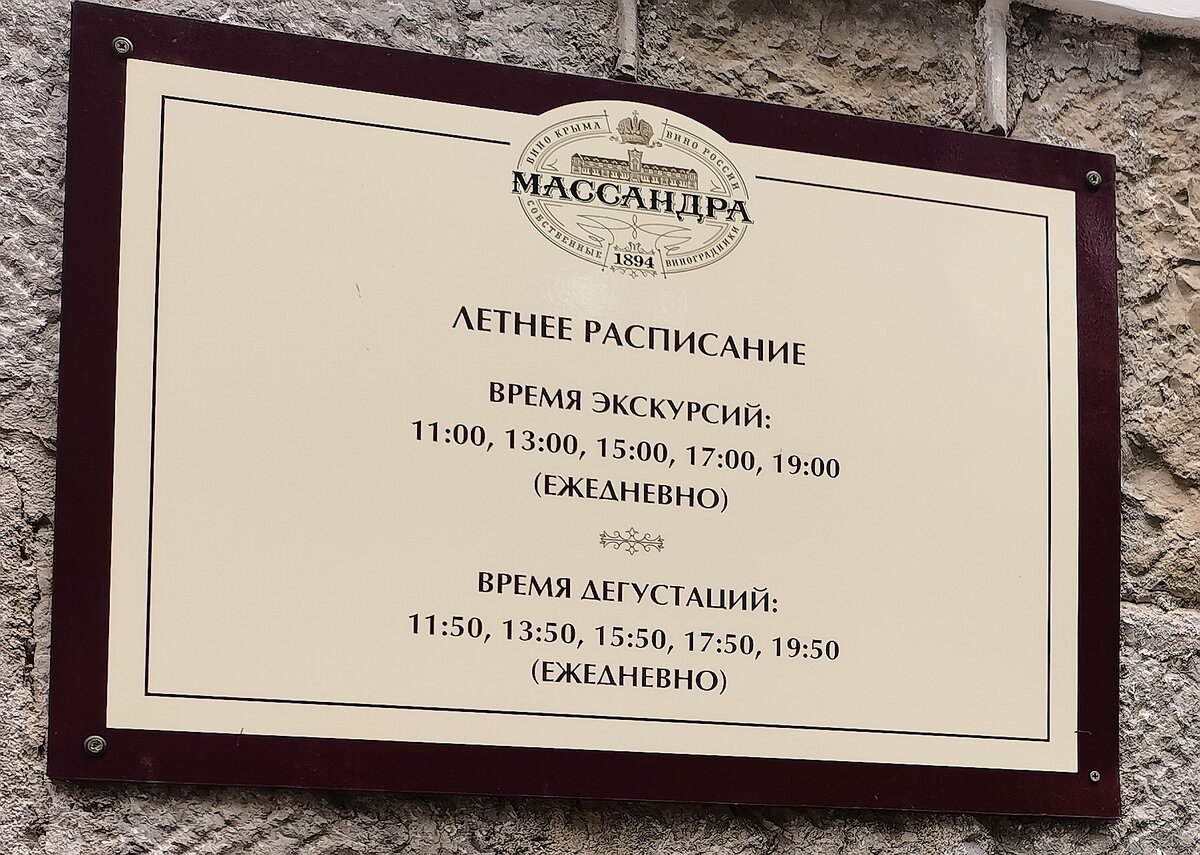 ВИНО КРЫМА ВИНО РОССИИ
МАССАНДРА
СОБСТВЕННЫЕ ВИНОГРАДНИКИ
1894
ЛЕТНЕЕ РАСПИСАНИЕ
ВРЕМЯ ЭКСКУРСИЙ:
11:00, 13:00, 15:00, 17:00, 19:00
(ЕЖЕДНЕВНО)
ВРЕМЯ ДЕГУСТАЦИЙ:
11:50, 13:50, 15:50, 17:50, 19:50
(ЕЖЕДНЕВНО)